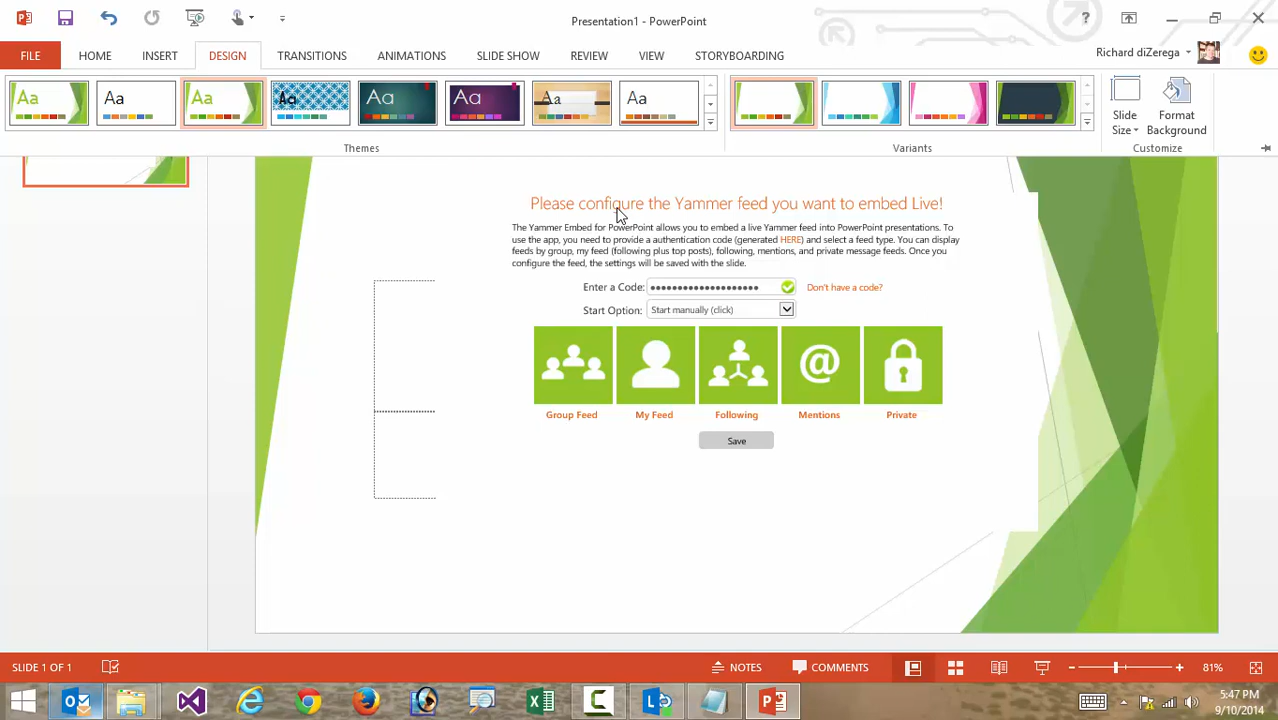 Presentation1 - PowerPoint
?
FILE HOME INSERT DESIGN TRANSITIONS ANIMATIONS SLIDE SHOW REVIEW VIEW STORYBOARDING
Richard diZerega
Aa Aa Aa Aa Aa Aa Aa Aa
Slide Size
Format Background
Themes Variants Customize
Please configure the Yammer feed you want to embed Live!
The Yammer Embed for PowerPoint allows you to embed a live Yammer feed into PowerPoint presentations. To
use the app, you need to provide a authentication code (generated HERE) and select a feed type. You can display
feeds by group, my feed (following plus top posts), following, mentions, and private message feeds. Once you
configure the feed, the settings will be saved with the slide.
Enter a Code: •••••••••••••••••••• Don't have a code?
Start Option: Start manually (click)
@
Group Feed My Feed Following Mentions Private
Save
SLIDE 1 OF 1 NOTES COMMENTS 81%
5:47 PM
9/10/2014